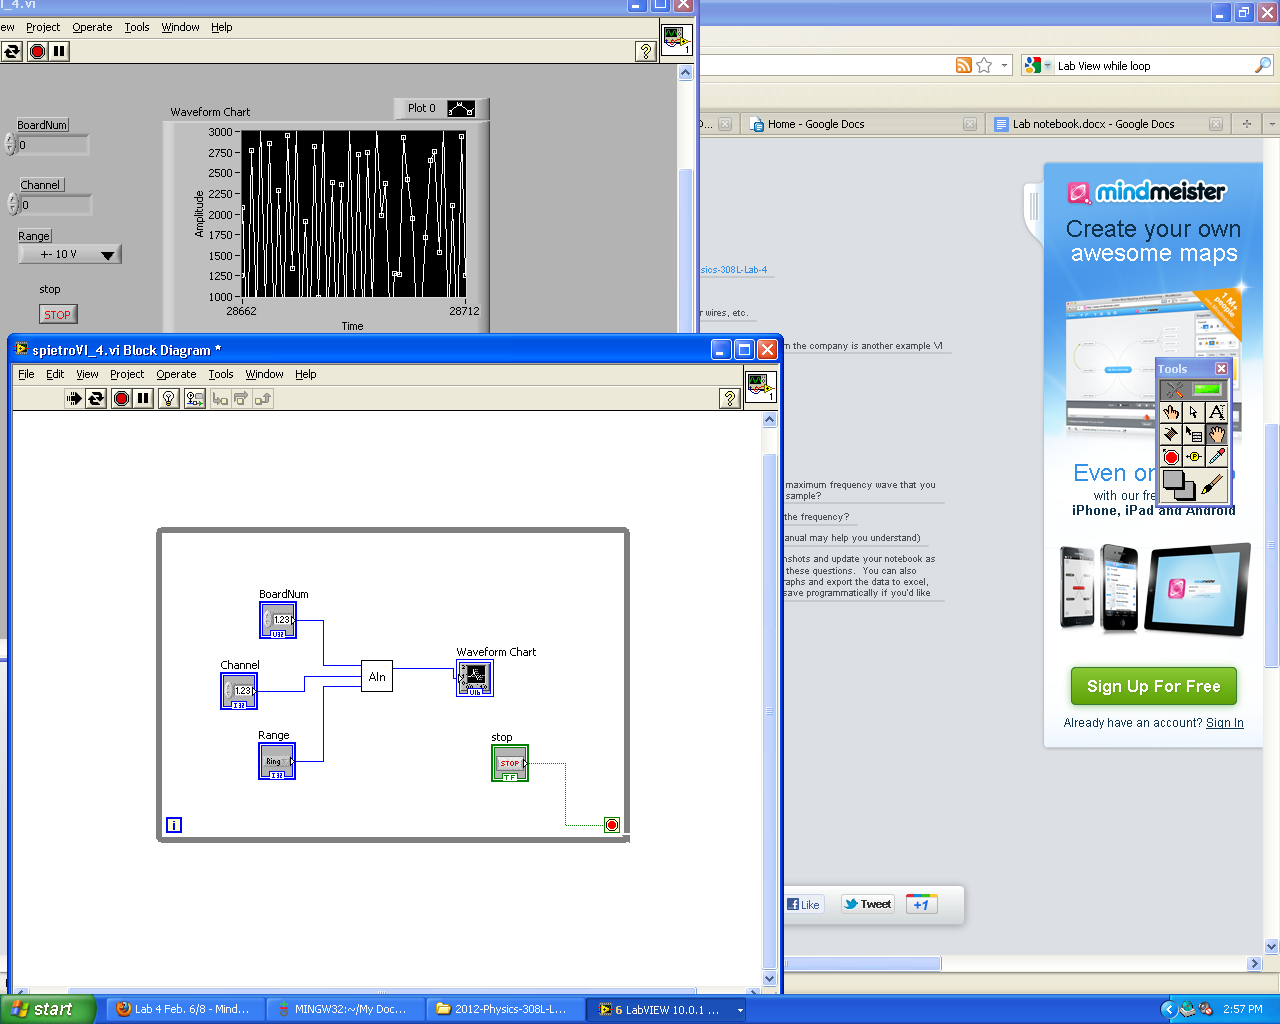 I_4.vi
ew Project Operate Tools Window Help
1
Waveform Chart
Plot 0
BoardNum
0
Channel
0
Range
+- 10 V
stop
STOP
3000
2750
2500
2250
2000
1750
1500
1250
1000
Amplitude
28662
28712
Time
Lab View while loop
D...
Home - Google Docs
Lab notebook.docx - Google Docs
sics-308L-Lab-4
r wires, etc.
m the company is another example VI
maximum frequency wave that you
sample?
the frequency?
anual may help you understand)
nshots and update your notebook as
these questions. You can also
raphs and export the data to excel,
save programmatically if you'd like
mindmeister
Create your own
awesome maps
1 M+
people
Even on
with our fre
iPhone, iPad and Android
Sign Up For Free
Already have an account? Sign In
Tools
A
P
Like
Tweet
+1
spietroVI_4.vi Block Diagram *
File Edit View Project Operate Tools Window Help
1
BoardNum
1.23
U32
Channel
1.23
I32
Range
Ring
I32
AIn
Waveform Chart
U16
stop
STOP
TF
i
start
Lab 4 Feb. 6/8 - Mind...
MINGW32:~/My Doc...
2012-Physics-308L-L...
6 LabVIEW 10.0.1 ...
2:57 PM